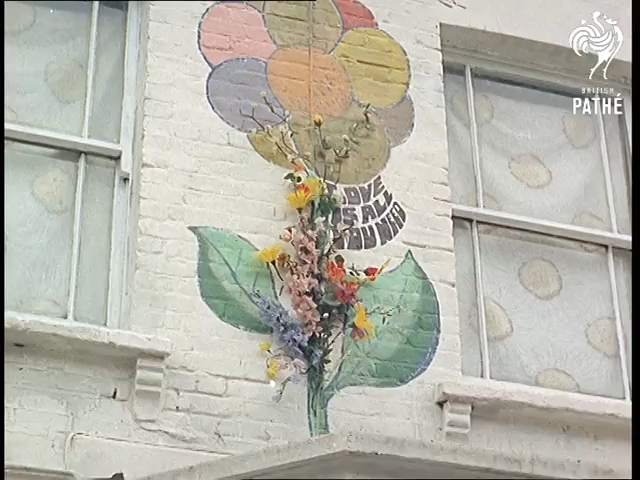 BRITISH
PATHÉ
LOVE
IS ALL
YOU NEED